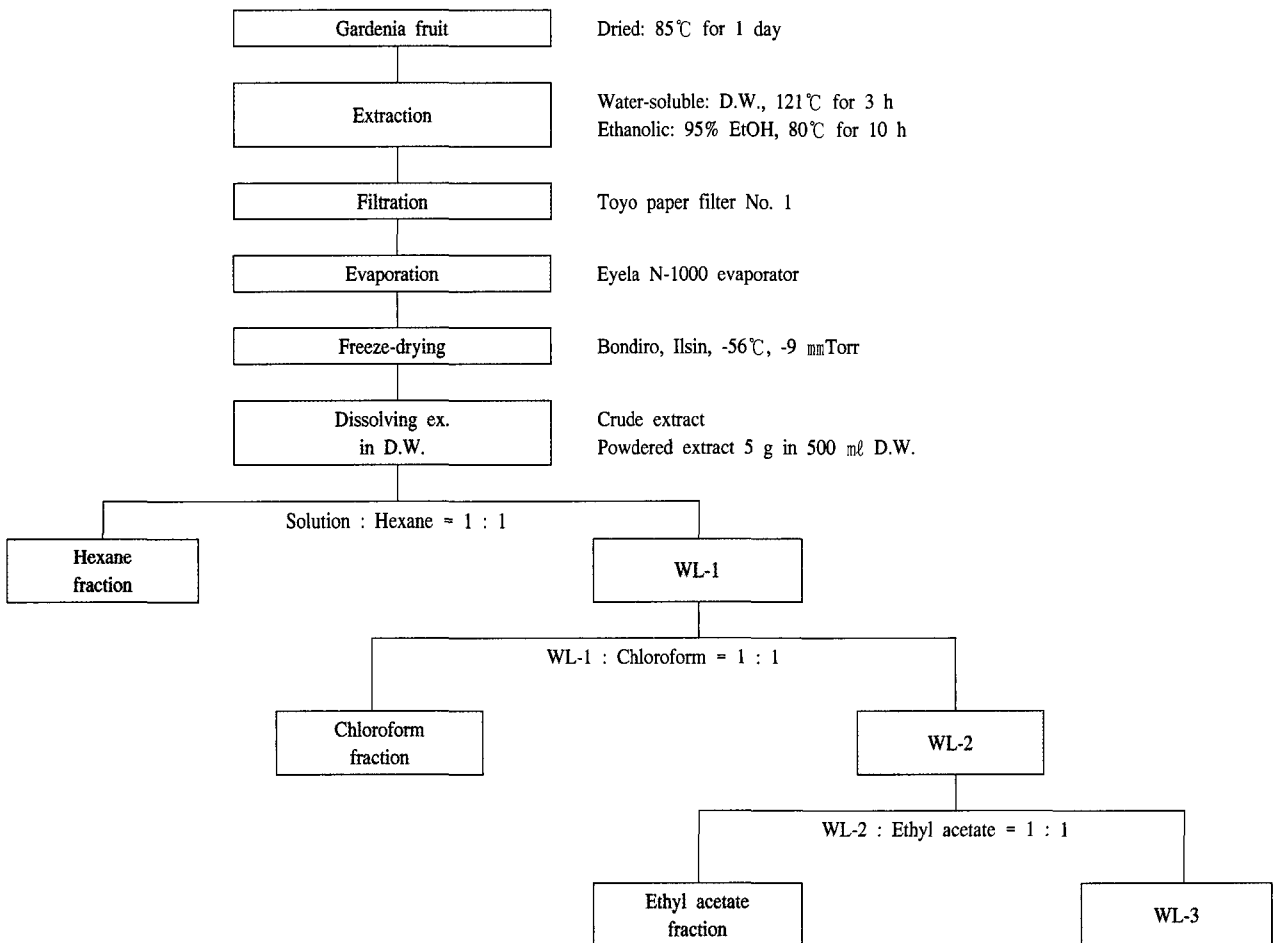 Gardenia fruit
Dried: 85℃ for 1 day
Extraction
Water-soluble: D.W., 121℃ for 3 h
Ethanolic: 95% EtOH, 80℃ for 10 h
Filtration
Toyo paper filter No. 1
Evaporation
Eyela N-1000 evaporator
Freeze-drying
Bondiro, Ilsin, -56℃, -9 ㎜Torr
Dissolving ex.
in D.W.
Crude extract
Powdered extract 5 g in 500 ㎖ D.W.
Solution : Hexane = 1 : 1
Hexane
fraction
WL-1
WL-1 : Chloroform = 1 : 1
Chloroform
fraction
WL-2
WL-2 : Ethyl acetate = 1 : 1
Ethyl acetate
fraction
WL-3